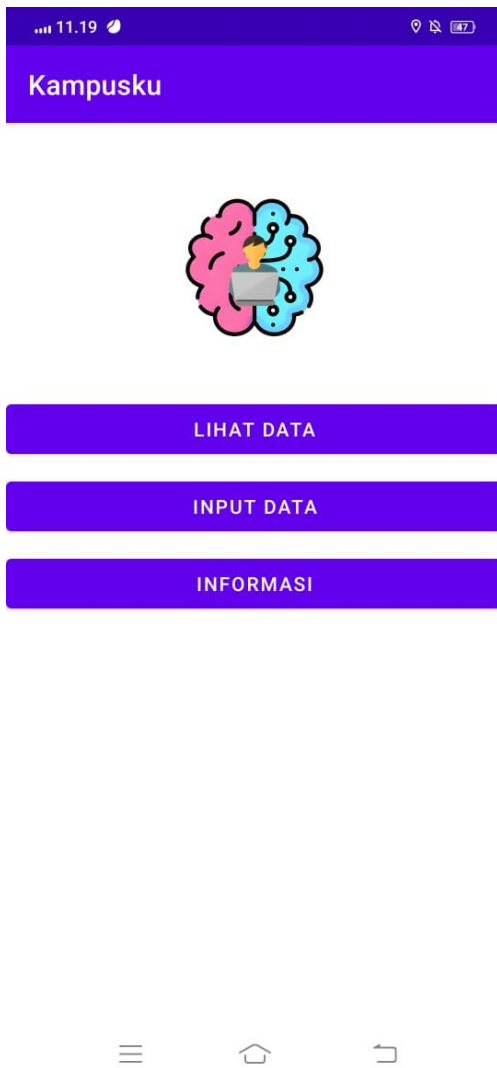 11.19
47
Kampusku
LIHAT DATA
INPUT DATA
INFORMASI